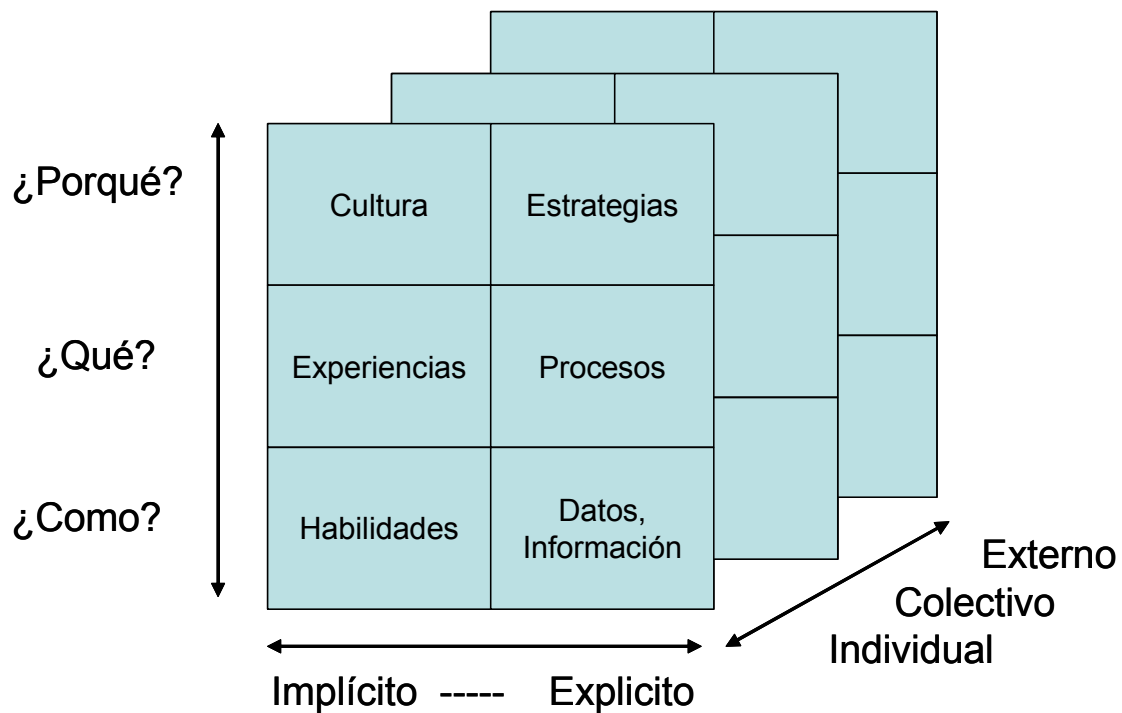 ¿Porqué?
Cultura
Estrategias
¿Qué?
Experiencias
Procesos
¿Como?
Habilidades
Datos,
Información
Externo
Colectivo
Individual
Implícito ----- Explicito